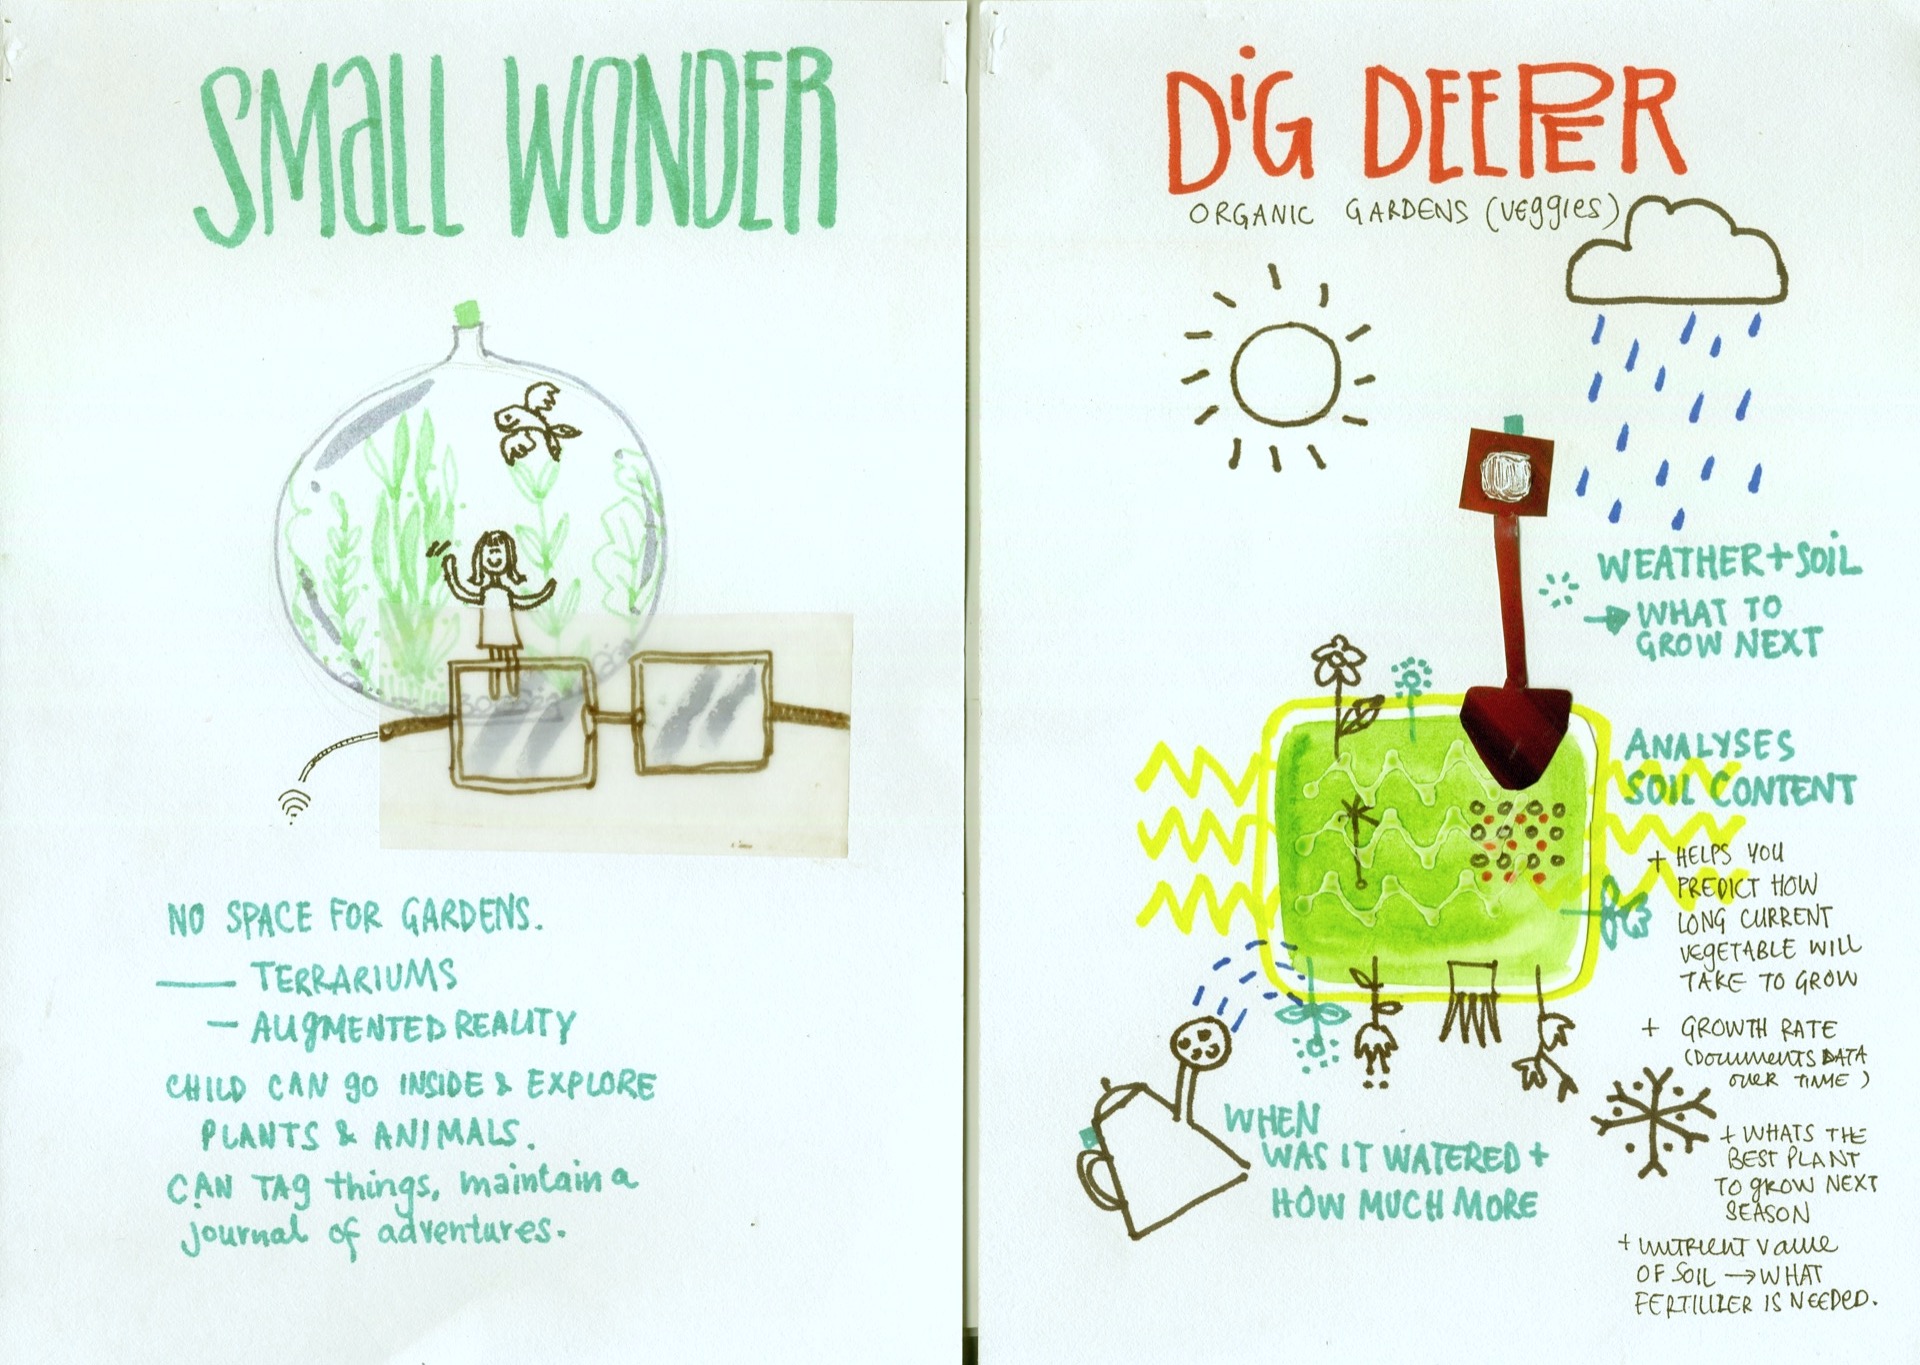 SMaLL WONDER
NO SPACE FOR GARDENS.
— TERRARIUMS
— AUgMENTED REALITY
CHILD CAN go INSIDE & EXPLORE
PLANTS & ANIMALS.
CAN TAg things, maintain a
journal of adventures.
DiG DEEPER
ORGANIC GARDENS (veggies)
WEATHER + SOiL
→ WHAT TO
GROW NEXT
ANALYSES
SOIL CONTENT
+ HELPS YOU
PREDICT HOW
LONG CURRENT
VEgETABLE WILL
TAKE TO GROW
+ GROWTH RATE
(DOCUMENTS DATA
OVER TIME)
WHEN
WAS IT WATERED +
HOW MUCH MORE
+ WHATS THE
BEST PLANT
TO gROW NEXT
SEASON
+ NUTRIENT Value
OF SOIL → WHAT
FERTILIZER IS NEEDED.